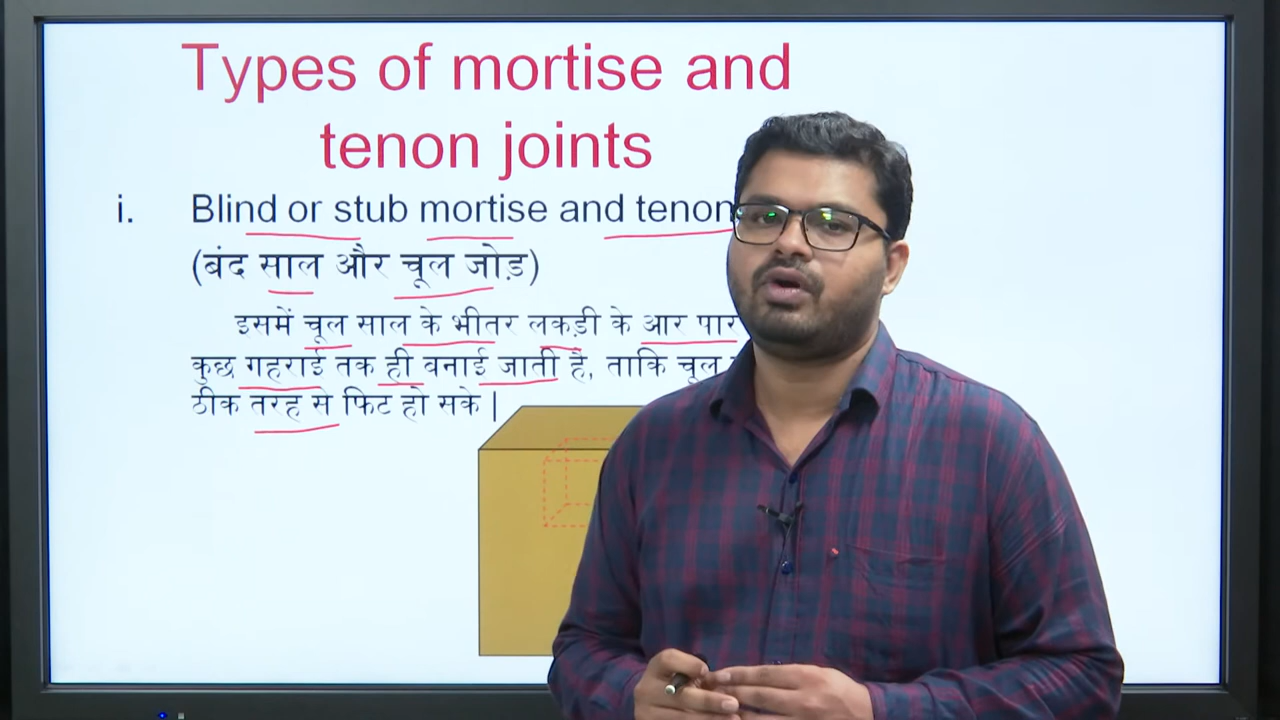 Types of mortise and
tenon joints
i. Blind or stub mortise and tenon
(बंद साल और चूल जोड़)
इसमें चूल साल के भीतर लकड़ी के आर पार
कुछ गहराई तक ही बनाई जाती है, ताकि चूल
ठीक तरह से फिट हो सके |